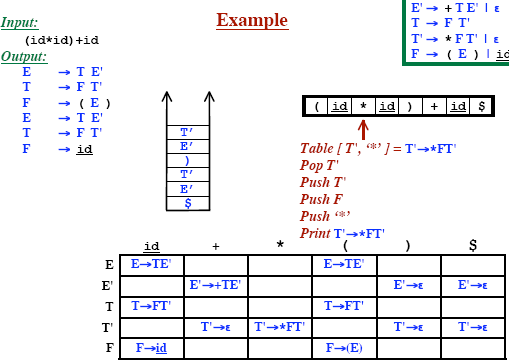 Example
E' → + T E' | ε
T → F T'
T' → * F T' | ε
F → ( E ) | id
Input:
(id*id)+id
Output:
E → T E'
T → F T'
F → ( E )
E → T E'
T → F T'
F → id
T'
E'
)
T'
E'
$
( id * id ) + id $
Table [ T', ‘*’ ] = T'→*FT'
Pop T'
Push T'
Push F
Push ‘*’
Print T'→*FT'
id + * ( ) $
E E→TE' E→TE'
E' E'→+TE' E'→ε E'→ε
T T→FT' T→FT'
T' T'→ε T'→*FT' T'→ε T'→ε
F F→id F→(E)